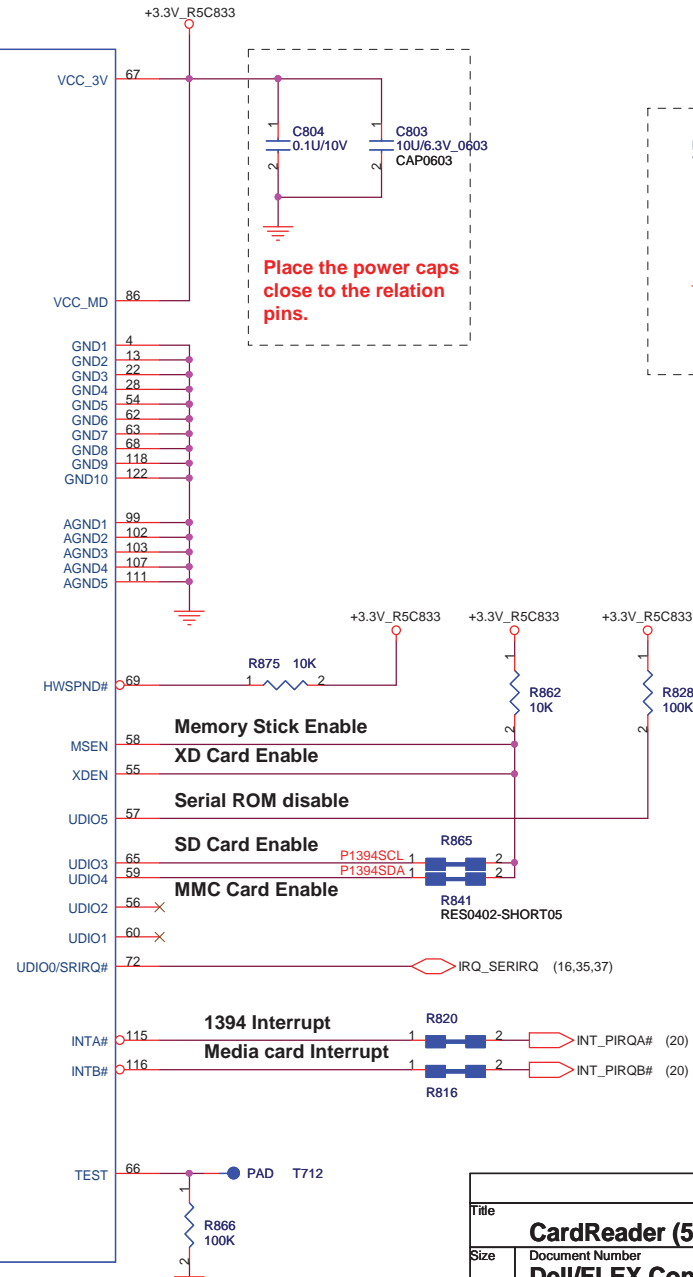 +3.3V_R5C833
VCC_3V 67
C804
0.1U/10V
1
2
C803
10U/6.3V_0603
CAP0603
1
2
Place the power caps
close to the relation
pins.
VCC_MD 86
GND1 4
GND2 13
GND3 22
GND4 28
GND5 54
GND6 62
GND7 63
GND8 68
GND9 118
GND10 122
AGND1 99
AGND2 102
AGND3 103
AGND4 107
AGND5 111
+3.3V_R5C833 +3.3V_R5C833 +3.3V_R5C833
HWSPND# 69 1 R875 10K 2
1
R862
10K
2
1
R828
100K
2
Memory Stick Enable
MSEN 58
XD Card Enable
XDEN 55
Serial ROM disable
UDIO5 57
SD Card Enable
UDIO3 65 P1394SCL 1 R865 2
UDIO4 59 P1394SDA 1 R841 2
RES0402-SHORT05
MMC Card Enable
UDIO2 56
UDIO1 60
UDIO0/SRIRQ# 72 IRQ_SERIRQ (16,35,37)
1394 Interrupt
INTA# 115 1 R820 2 INT_PIRQA# (20)
Media card Interrupt
INTB# 116 1 R816 2 INT_PIRQB# (20)
TEST 66 PAD T712
1
R866
100K
2
Title
CardReader (5
Size Document Number
Dell/FLEX Con